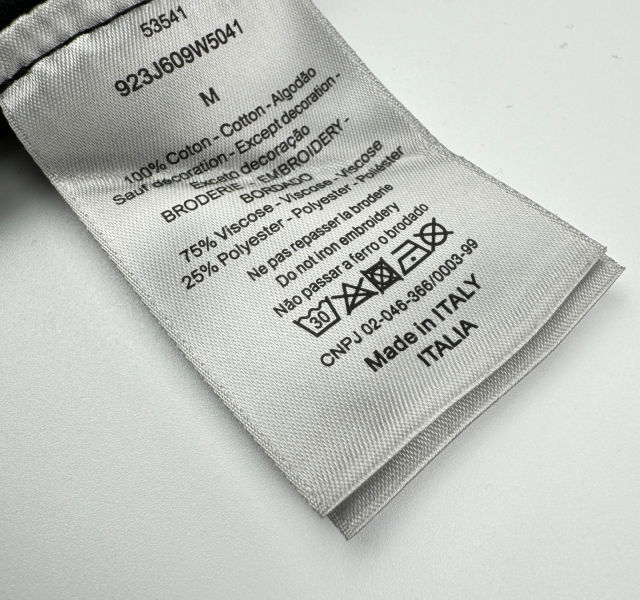 53541
923J609W5041
M
100% Coton - Cotton - Algodão
Sauf decoration - Except decoration -
Exceto decoração
BRODERIE - EMBROIDERY -
BORDADO
75% Viscose - Viscose - Viscose
25% Polyester - Polyester - Poliéster
Ne pas repasser la broderie
Do not iron embroidery
Não passar a ferro o bordado
30
CNPJ 02-046-366/0003-99
Made in ITALY
ITALIA